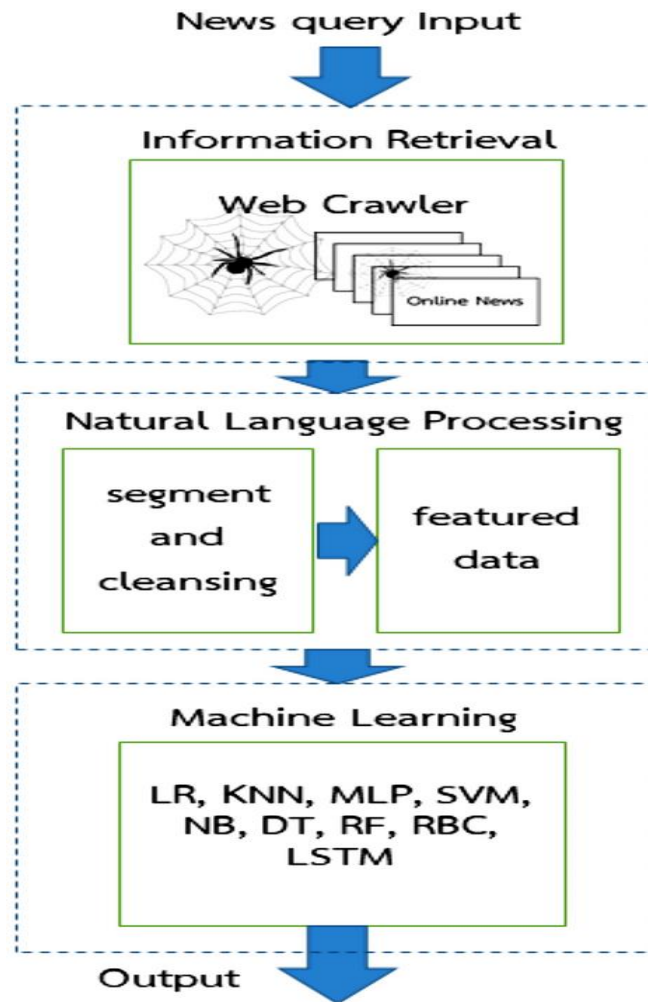 News query Input
Information Retrieval
Web Crawler
Online News
Natural Language Processing
segment
and
cleansing
featured
data
Machine Learning
LR, KNN, MLP, SVM,
NB, DT, RF, RBC,
LSTM
Output